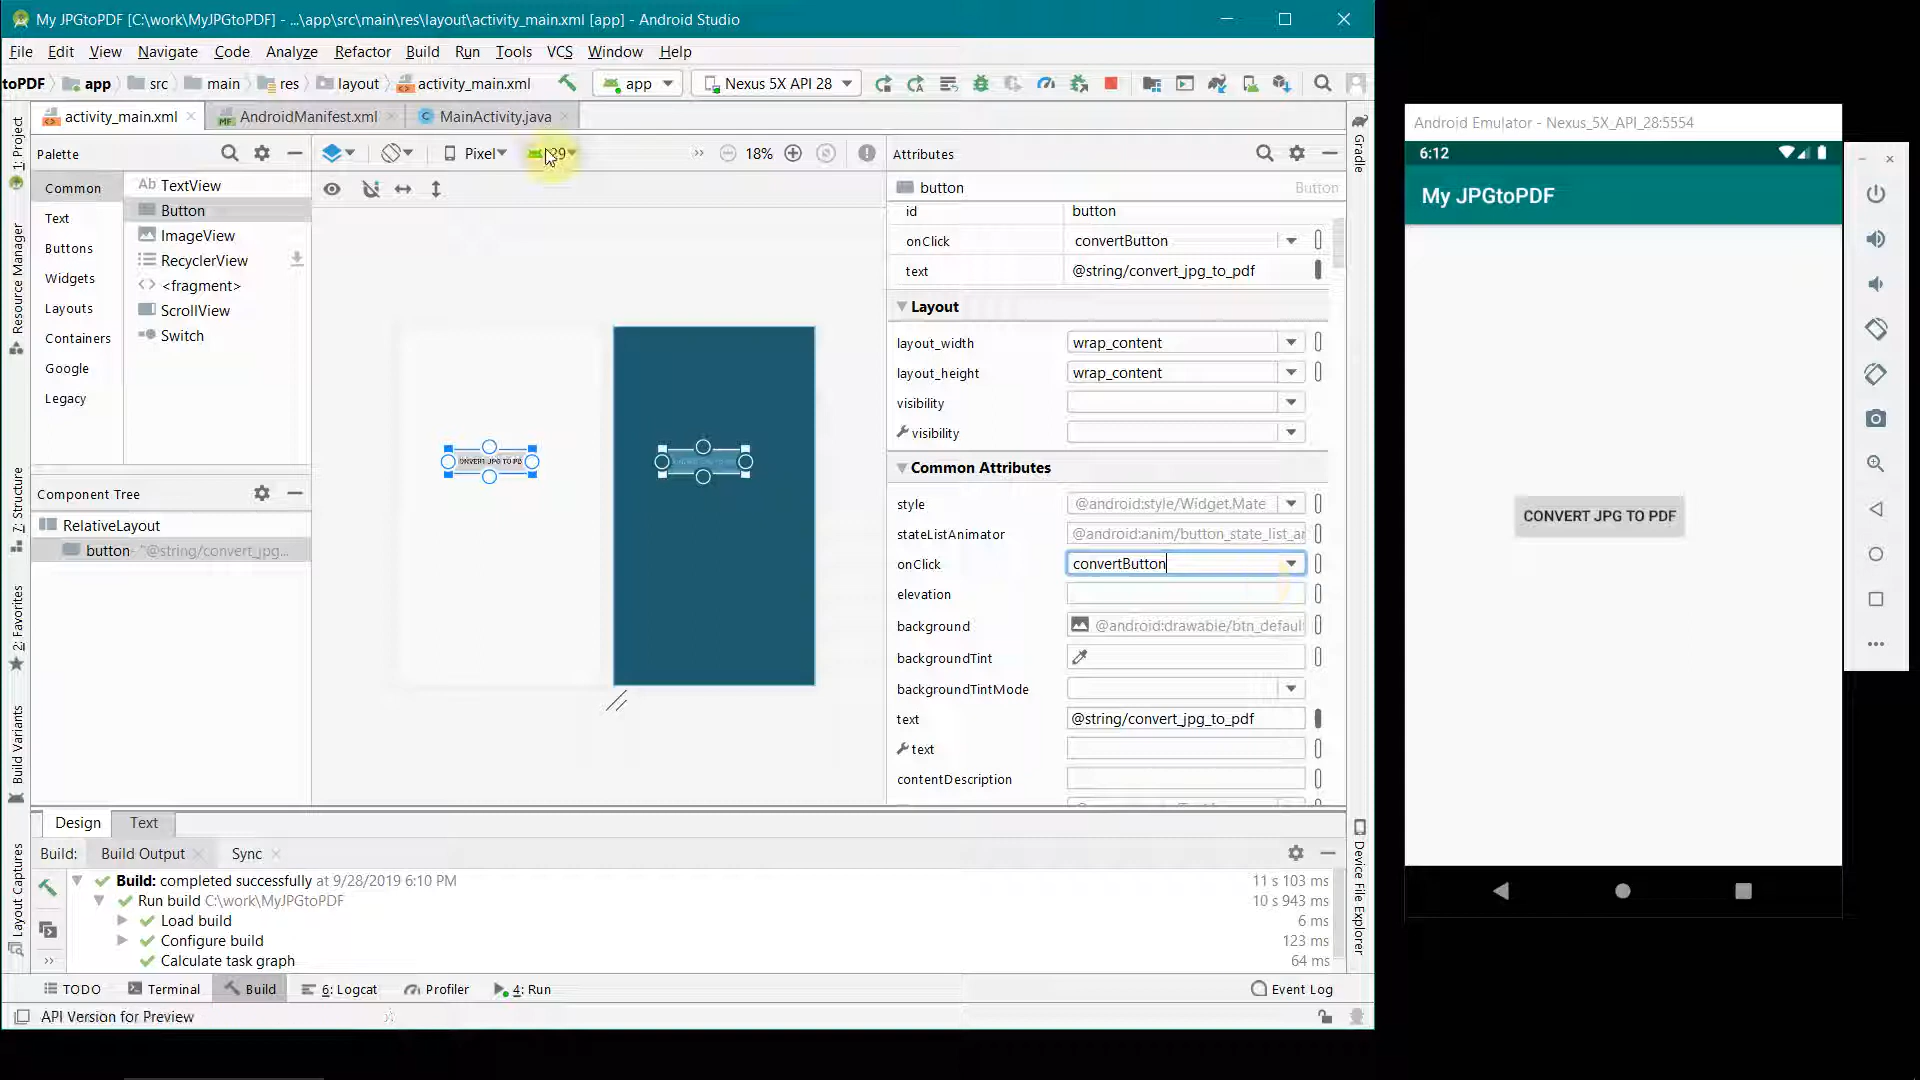 My JPGtoPDF [C:\work\MyJPGtoPDF] - ...\app\src\main\res\layout\activity_main.xml [app] - Android Studio
File Edit View Navigate Code Analyze Refactor Build Run Tools VCS Window Help
toPDF app src main res layout activity_main.xml app Nexus 5X API 28
activity_main.xml AndroidManifest.xml MainActivity.java
1: Project
Resource Manager
7: Structure
2: Favorites
Build Variants
Layout Captures
Palette
Common
Text
Buttons
Widgets
Layouts
Containers
Google
Legacy
Ab TextView
Button
ImageView
RecyclerView
<> <fragment>
ScrollView
Switch
Component Tree
RelativeLayout
button - "@string/convert_jpg...
Pixel 29 >> 18%
Attributes
button Button
id button
onClick convertButton
text @string/convert_jpg_to_pdf
Layout
layout_width wrap_content
layout_height wrap_content
visibility
visibility
Common Attributes
style @android:style/Widget.Mate
stateListAnimator @android:anim/button_state_list_ar
onClick convertButton
elevation
background @android:drawable/btn_defaul
backgroundTint
backgroundTintMode
text @string/convert_jpg_to_pdf
text
contentDescription
Gradle
Device File Explorer
Design Text
Build: Build Output Sync
Build: completed successfully at 9/28/2019 6:10 PM 11 s 103 ms
Run build C:\work\MyJPGtoPDF 10 s 943 ms
Load build 6 ms
Configure build 123 ms
Calculate task graph 64 ms
TODO Terminal Build 6: Logcat Profiler 4: Run Event Log
API Version for Preview
Android Emulator - Nexus_5X_API_28:5554
6:12
My JPGtoPDF
CONVERT JPG TO PDF